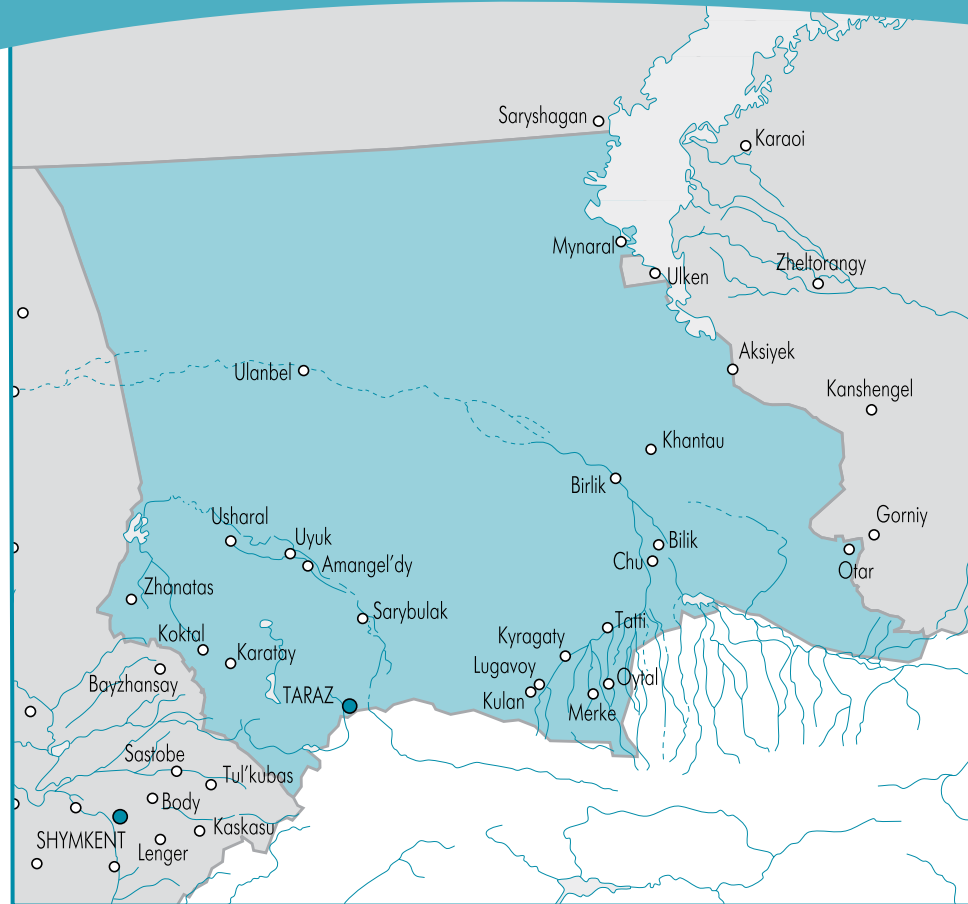 Saryshagan
Karaoi
Mynaral
Zheltorangy
Ulken
Aksiyek
Ulanbel
Kanshengel
Khantau
Birlik
Usharal
Gorniy
Uyuk
Bilik
Amangel'dy
Chu
Otar
Zhanatas
Sarybulak
Tatti
Koktal
Kyragaty
Karatay
Lugavoy
Oytal
Bayzhansay
TARAZ
Kulan
Merke
Sastobe
Tul'kubas
Body
SHYMKENT
Kaskasu
Lenger